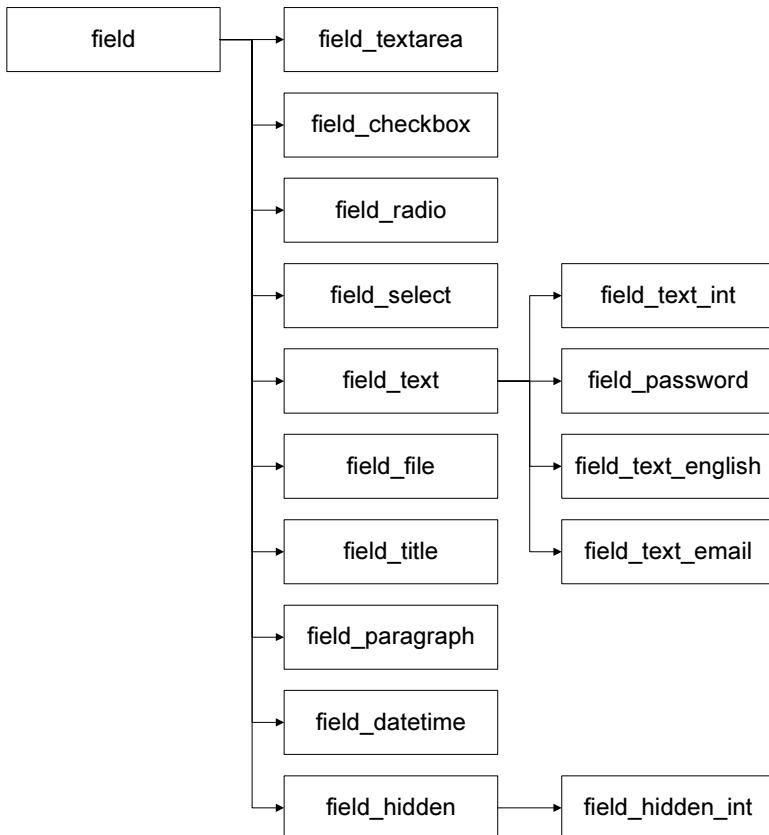 field
field_textarea
field_checkbox
field_radio
field_select
field_text_int
field_text
field_password
field_file
field_text_english
field_title
field_text_email
field_paragraph
field_datetime
field_hidden
field_hidden_int